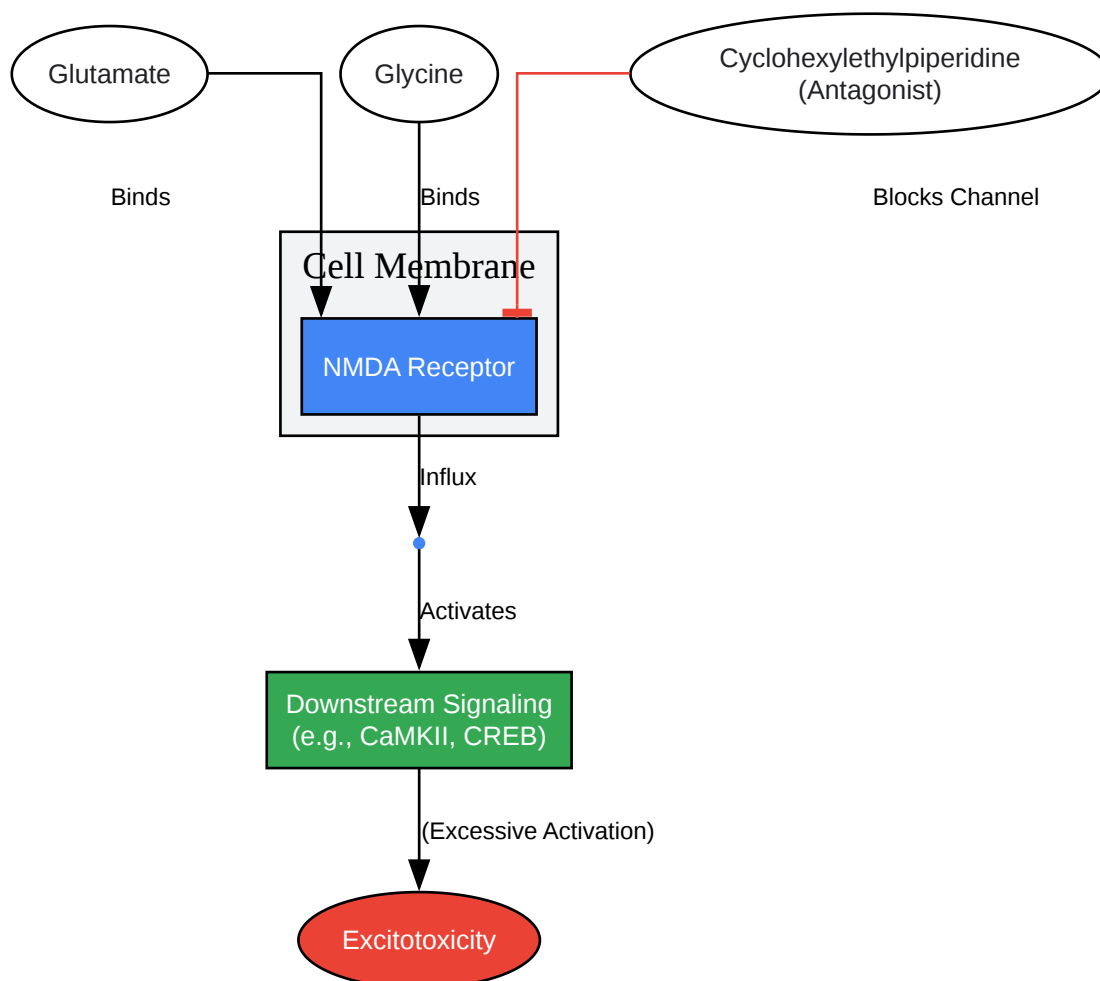 Glutamate
Glycine
Cyclohexylethylpiperidine
(Antagonist)
Binds
Binds
Blocks Channel
Cell Membrane
NMDA Receptor
Influx
Activates
Downstream Signaling
(e.g., CaMKII, CREB)
(Excessive Activation)
Excitotoxicity